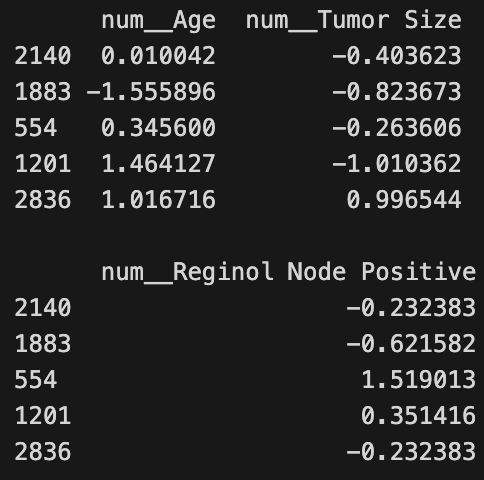 num__Age num__Tumor Size
2140 0.010042 -0.403623
1883 -1.555896 -0.823673
554 0.345600 -0.263606
1201 1.464127 -1.010362
2836 1.016716 0.996544
num__Reginol Node Positive
2140 -0.232383
1883 -0.621582
554 1.519013
1201 0.351416
2836 -0.232383